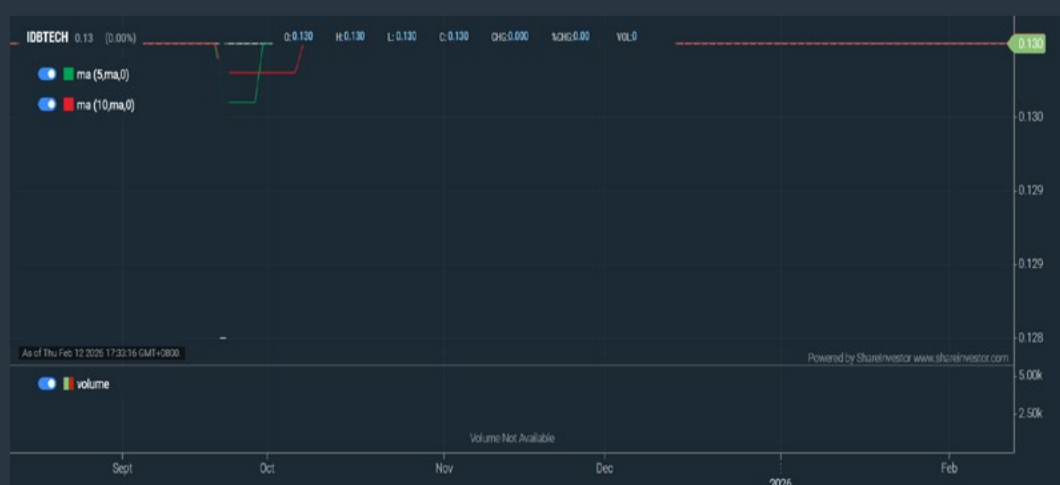 IDBTECH 0.13 (0.00%) O:0.130 H:0.130 L: 0.130 C: 0.130 CHG:0.000 %CHG:0.00 VOL:0
0.130
ma (5,ma,0)
ma (10,ma,0)
0.130
0.129
0.129
0.128
As of Thu Feb 12 2026 17:33:16 GMT+0800.
Powered by ShareInvestor www.shareinvestor.com
5.00k
volume
2.50k
Volume Not Available
Sept Oct Nov Dec Feb
2026